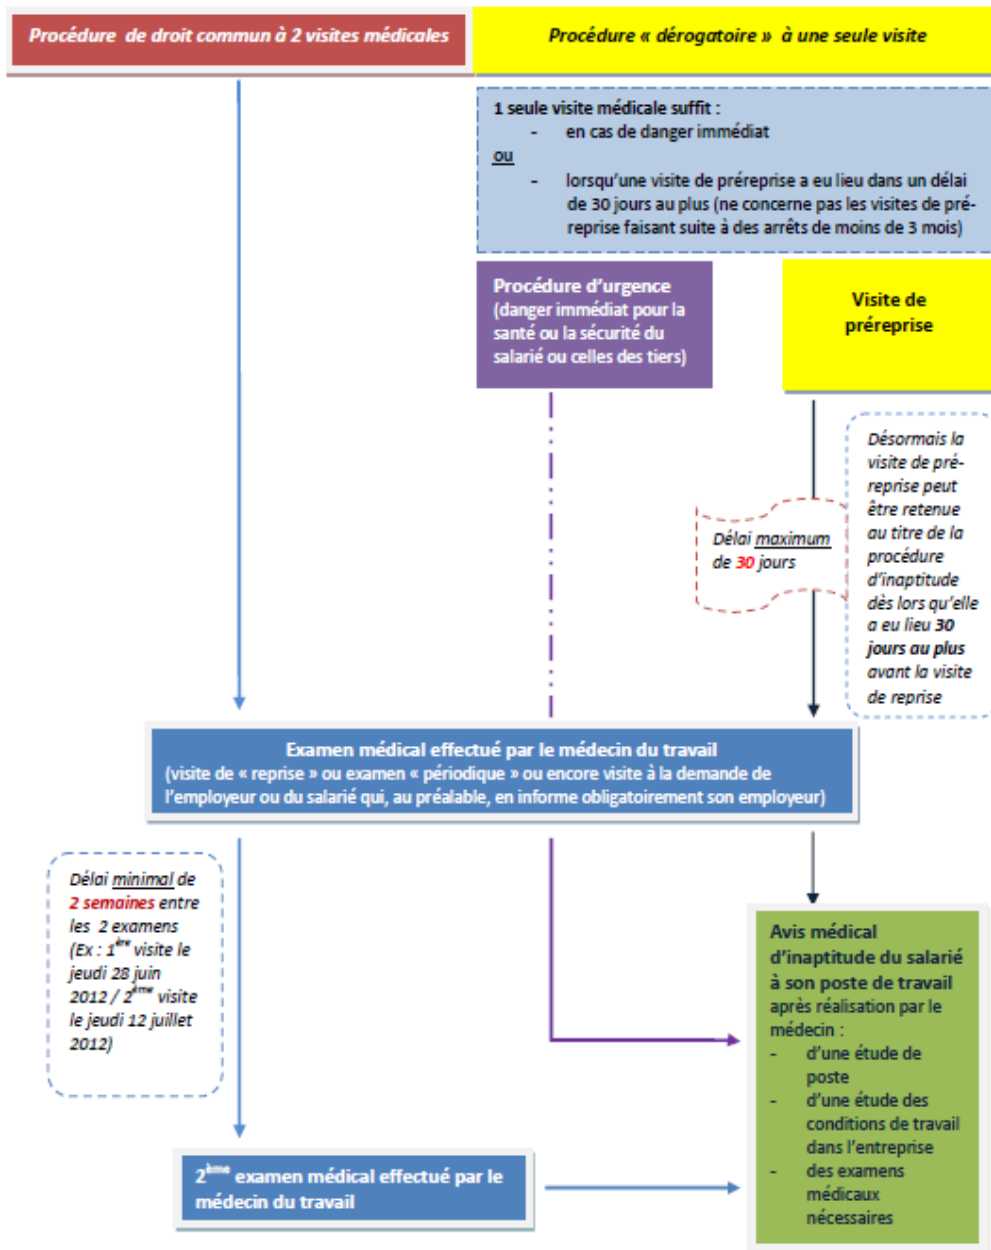 Procédure de droit commun à 2 visites médicales
Procédure « dérogatoire » à une seule visite
1 seule visite médicale suffit :
- en cas de danger immédiat
ou
- lorsqu'une visite de préreprise a eu lieu dans un délai
de 30 jours au plus (ne concerne pas les visites de pré-
reprise faisant suite à des arrêts de moins de 3 mois)
Procédure d'urgence
(danger immédiat pour la
santé ou la sécurité du
salarié ou celles des tiers)
Visite de
préreprise
Désormais la
visite de pré-
reprise peut
être retenue
au titre de la
procédure
d'inaptitude
dès lors qu'elle
a eu lieu 30
jours au plus
avant la visite
de reprise
Délai maximum
de 30 jours
Examen médical effectué par le médecin du travail
(visite de « reprise » ou examen « périodique » ou encore visite à la demande de
l'employeur ou du salarié qui, au préalable, en informe obligatoirement son employeur)
Délai minimal de
2 semaines entre
les 2 examens
(Ex : 1ère visite le
jeudi 28 juin
2012 / 2ème visite
le jeudi 12 juillet
2012)
Avis médical
d'inaptitude du salarié
à son poste de travail
après réalisation par le
médecin :
- d'une étude de
poste
- d'une étude des
conditions de travail
dans l'entreprise
- des examens
médicaux
nécessaires
2ème examen médical effectué par le
médecin du travail